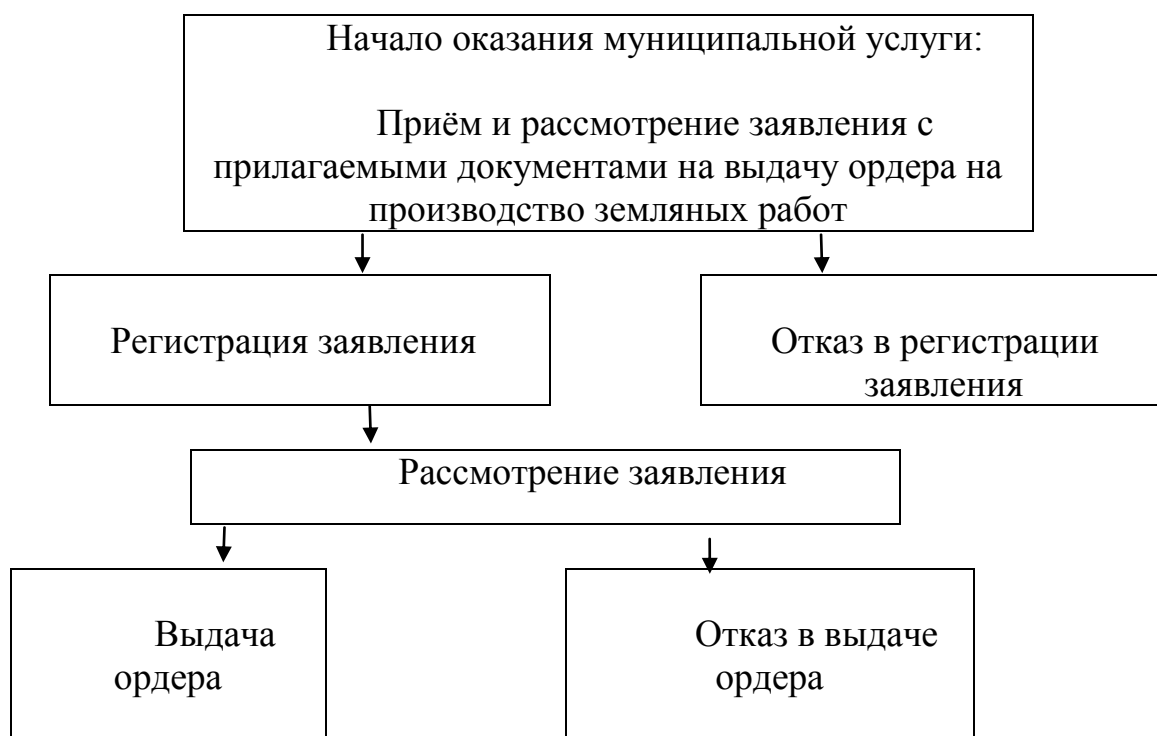 Начало оказания муниципальной услуги:
Приём и рассмотрение заявления с
прилагаемыми документами на выдачу ордера на
производство земляных работ
Регистрация заявления
Отказ в регистрации
заявления
Рассмотрение заявления
Выдача
ордера
Отказ в выдаче
ордера